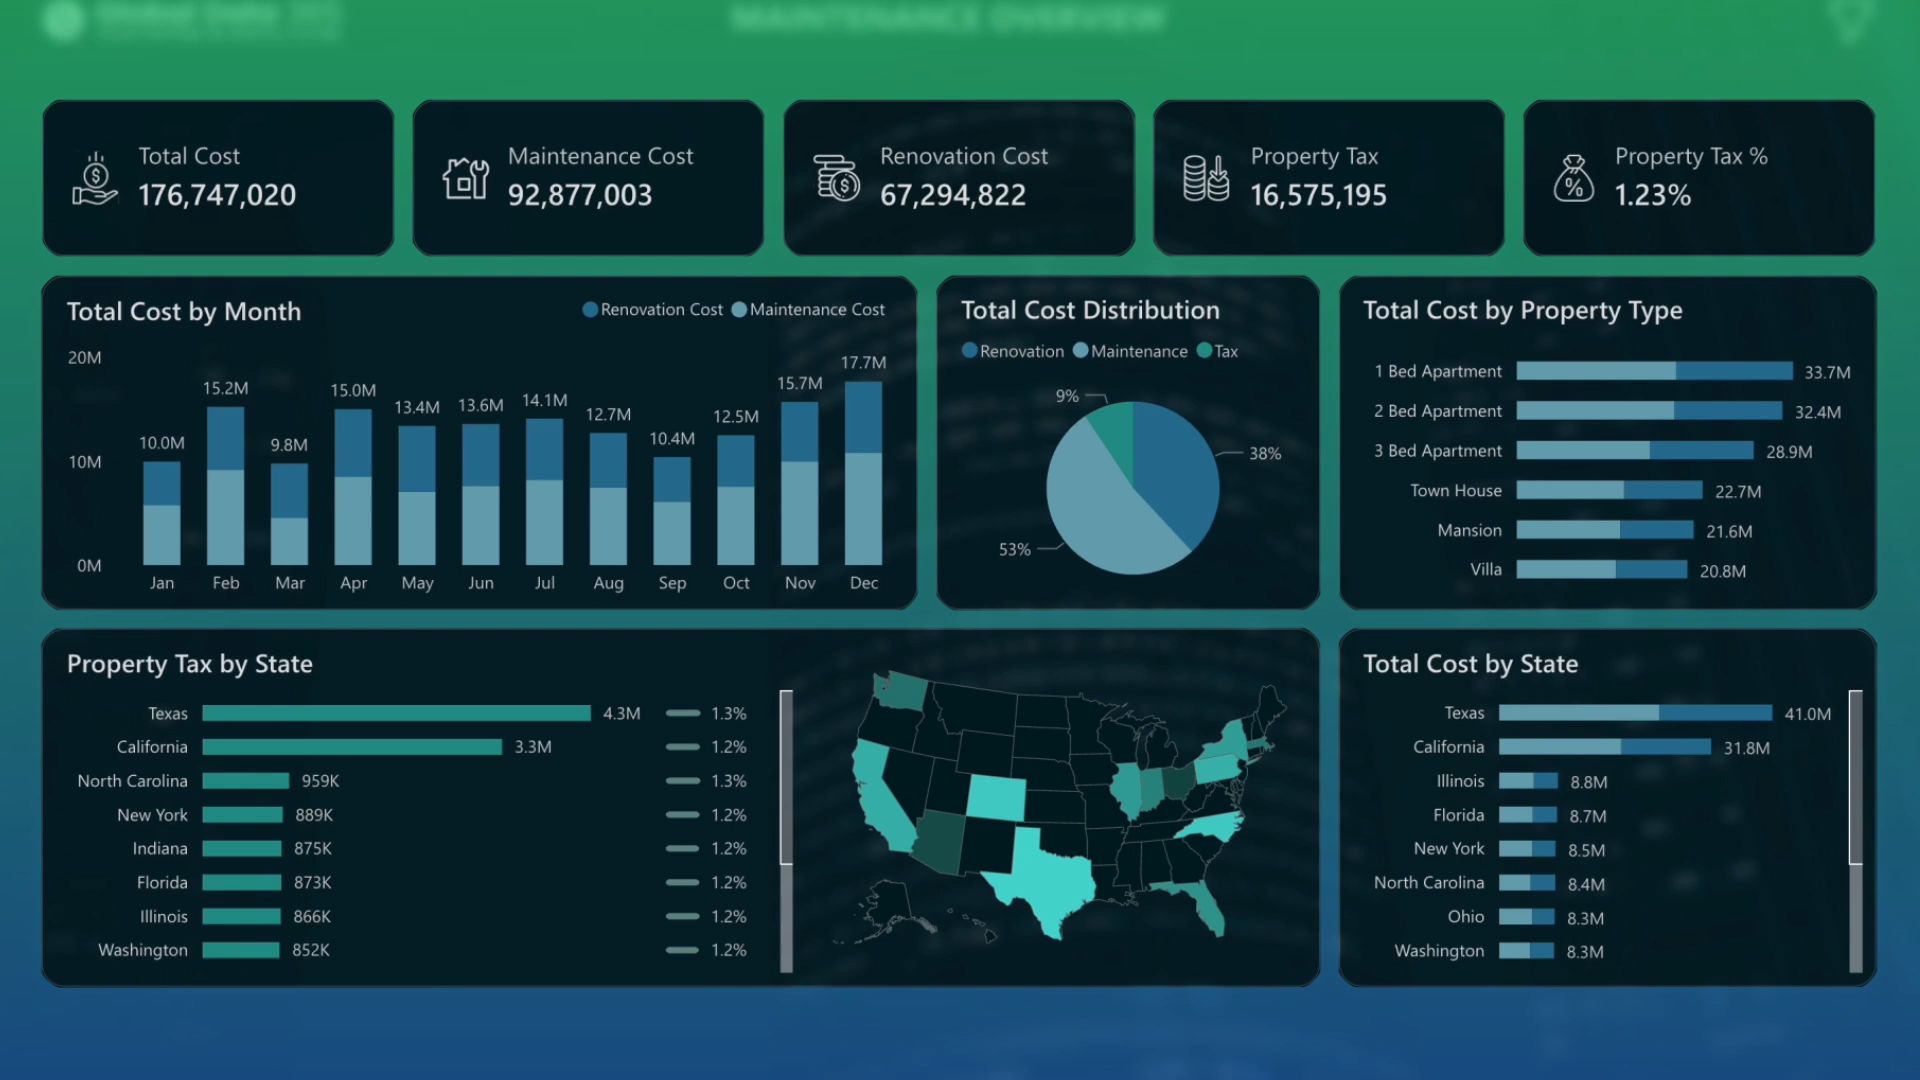 Global Data 365
MAINTENANCE OVERVIEW
Total Cost
176,747,020
Maintenance Cost
92,877,003
Renovation Cost
67,294,822
Property Tax
16,575,195
Property Tax %
1.23%
Total Cost by Month
Renovation Cost Maintenance Cost
20M
10M
0M
10.0M
15.2M
9.8M
15.0M
13.4M
13.6M
14.1M
12.7M
10.4M
12.5M
15.7M
17.7M
Jan Feb Mar Apr May Jun Jul Aug Sep Oct Nov Dec
Total Cost Distribution
Renovation Maintenance Tax
9%
38%
53%
Total Cost by Property Type
1 Bed Apartment 33.7M
2 Bed Apartment 32.4M
3 Bed Apartment 28.9M
Town House 22.7M
Mansion 21.6M
Villa 20.8M
Property Tax by State
Texas 4.3M 1.3%
California 3.3M 1.2%
North Carolina 959K 1.3%
New York 889K 1.2%
Indiana 875K 1.2%
Florida 873K 1.2%
Illinois 866K 1.2%
Washington 852K 1.2%
Total Cost by State
Texas 41.0M
California 31.8M
Illinois 8.8M
Florida 8.7M
New York 8.5M
North Carolina 8.4M
Ohio 8.3M
Washington 8.3M